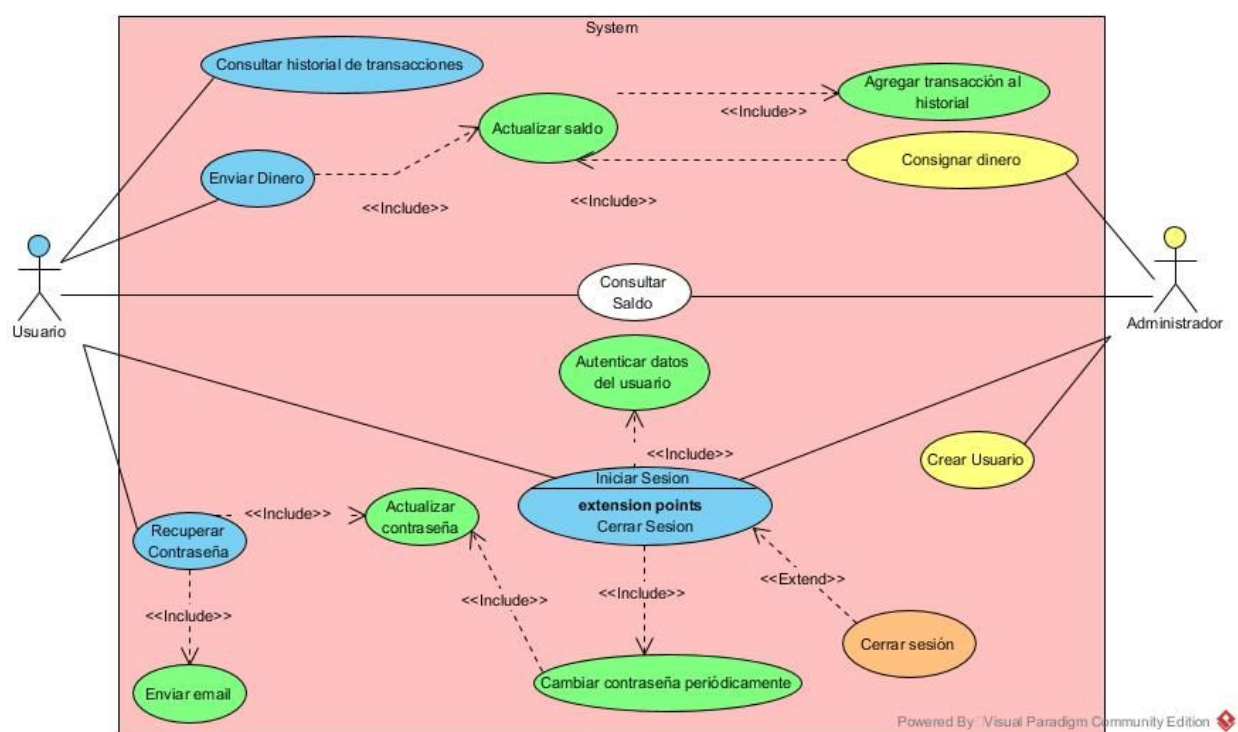 System
Consultar historial de transacciones
Agregar transacción al
historial
<<Include>>
Actualizar saldo
Consignar dinero
Enviar Dinero
<<Include>>
<<Include>>
Consultar
Saldo
Usuario
Administrador
Autenticar datos
del usuario
<<Include>>
Crear Usuario
Iniciar Sesion
extension points
Cerrar Sesion
Actualizar
contraseña
<<Include>>
Recuperar
Contraseña
<<Extend>>
<<Include>>
<<Include>>
<<Include>>
Cerrar sesión
Cambiar contraseña periódicamente
Enviar email
Powered By Visual Paradigm Community Edition